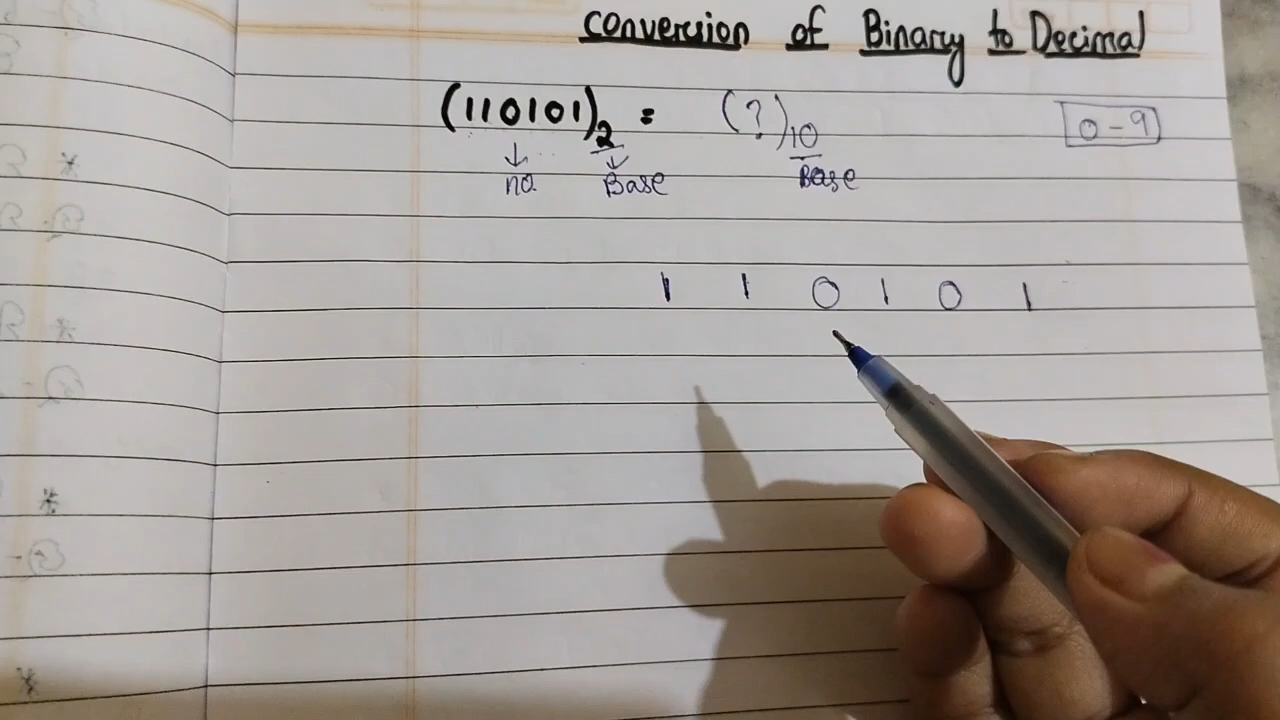 conversion of Binary to Decimal
(110101)2 = (?)10 0-9
↓ no. ↓ Base Base
1 1 0 1 0 1